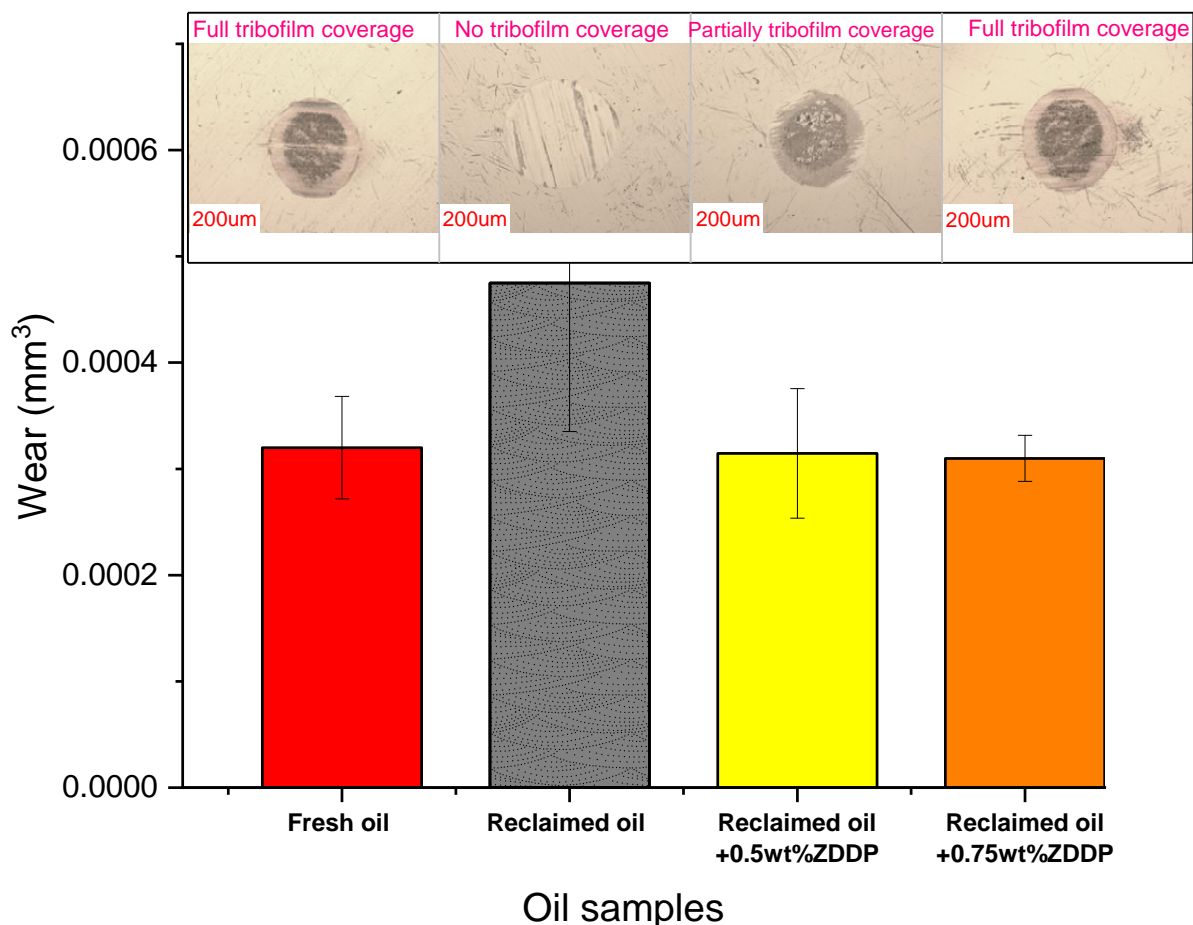 Full tribofilm coverage
No tribofilm coverage
Partially tribofilm coverage
Full tribofilm coverage
200um
200um
200um
200um
0.0006
0.0004
0.0002
0.0000
Wear (mm³)
Fresh oil
Reclaimed oil
Reclaimed oil
+0.5wt%ZDDP
Reclaimed oil
+0.75wt%ZDDP
Oil samples